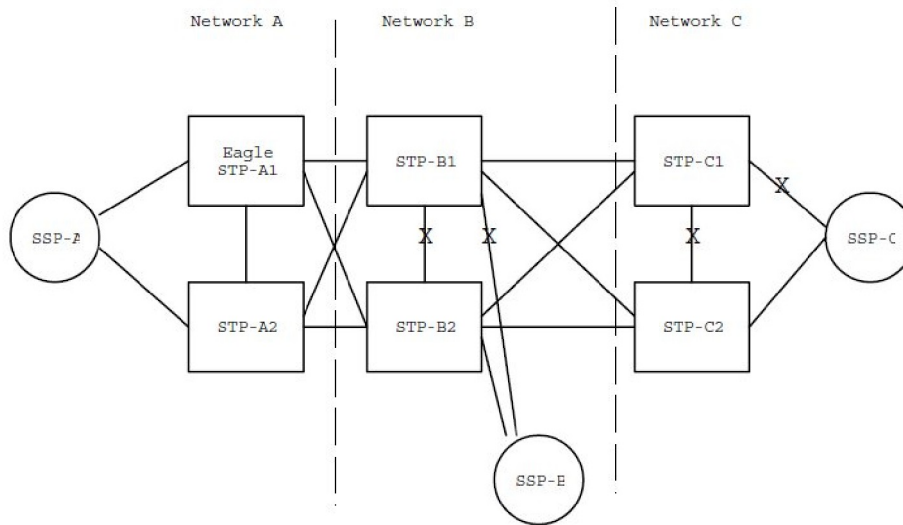 Network A Network B Network C
Eagle
STP-A1
STP-B1
STP-C1
X
SSP-A
X
X
X
SSP-C
STP-A2
STP-B2
STP-C2
SSP-B